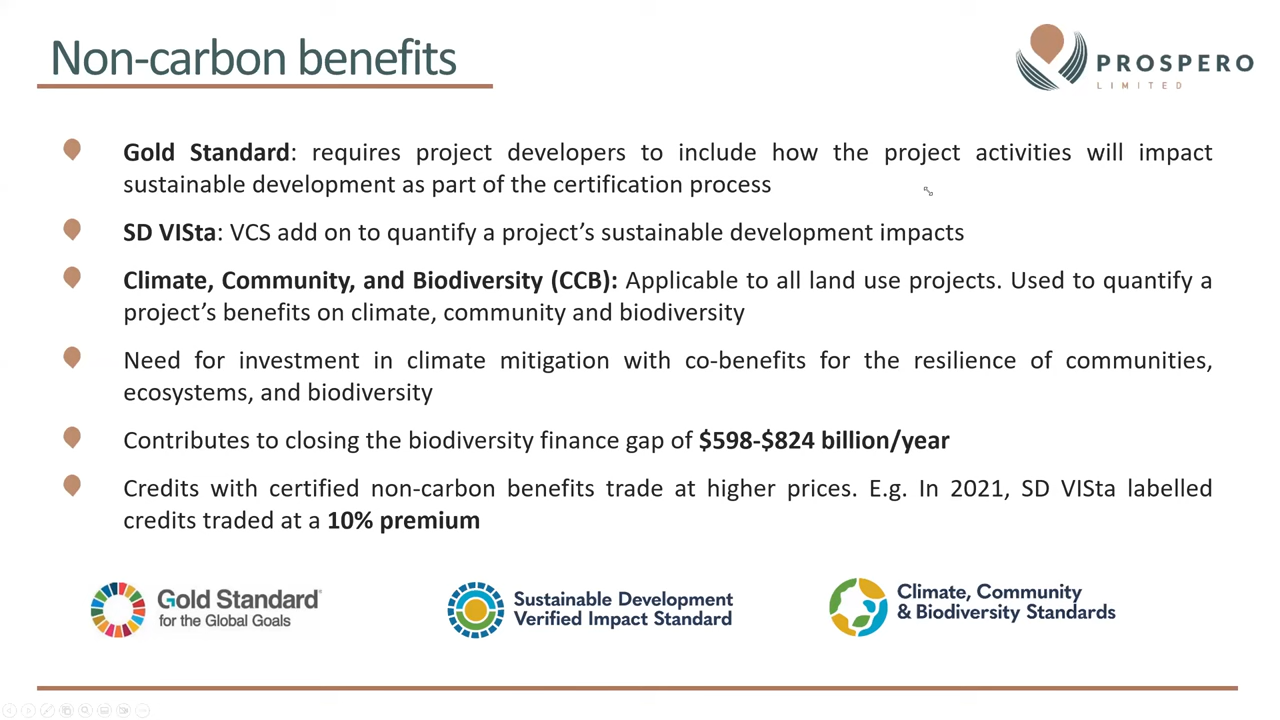 Non-carbon benefits
PROSPERO
LIMITED
Gold Standard: requires project developers to include how the project activities will impact
sustainable development as part of the certification process
SD VISta: VCS add on to quantify a project’s sustainable development impacts
Climate, Community, and Biodiversity (CCB): Applicable to all land use projects. Used to quantify a
project’s benefits on climate, community and biodiversity
Need for investment in climate mitigation with co-benefits for the resilience of communities,
ecosystems, and biodiversity
Contributes to closing the biodiversity finance gap of $598-$824 billion/year
Credits with certified non-carbon benefits trade at higher prices. E.g. In 2021, SD VISta labelled
credits traded at a 10% premium
Gold Standard®
for the Global Goals
Sustainable Development
Verified Impact Standard
Climate, Community
& Biodiversity Standards